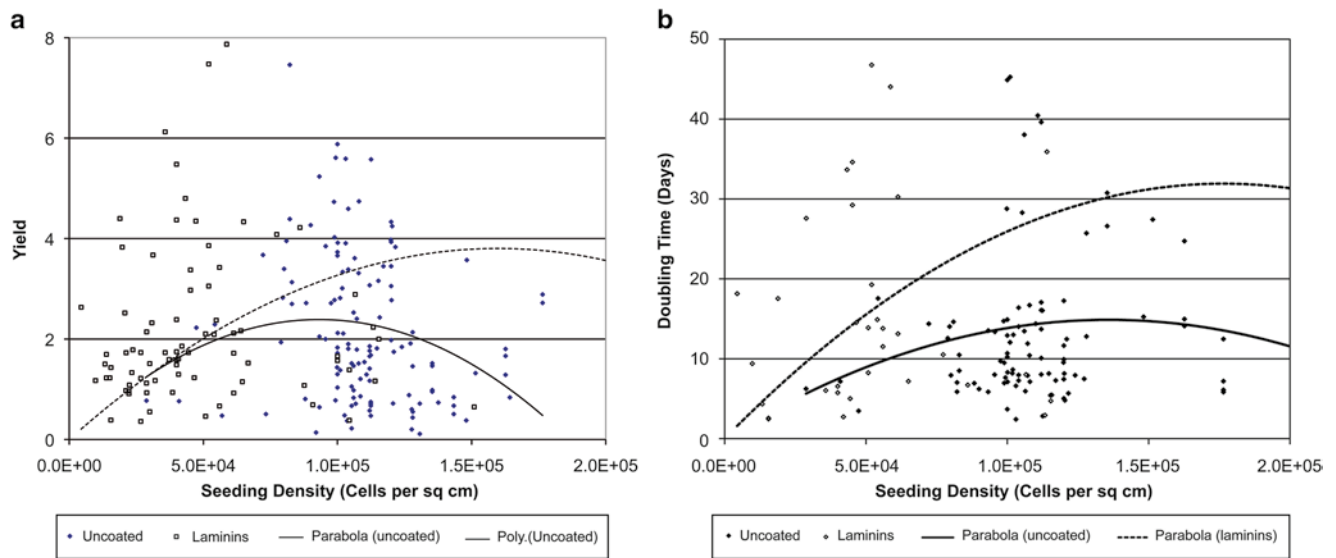 a
8
6
4
2
0
Yield
0.0E+00 5.0E+04 1.0E+05 1.5E+05 2.0E+05
Seeding Density (Cells per sq cm)
Uncoated Laminins Parabola (uncoated) Poly.(Uncoated)
b
50
40
30
20
10
0
Doubling Time (Days)
0.0E+00 5.0E+04 1.0E+05 1.5E+05 2.0E+05
Seeding Density (Cells per sq cm)
Uncoated Laminins Parabola (uncoated) Parabola (laminins)